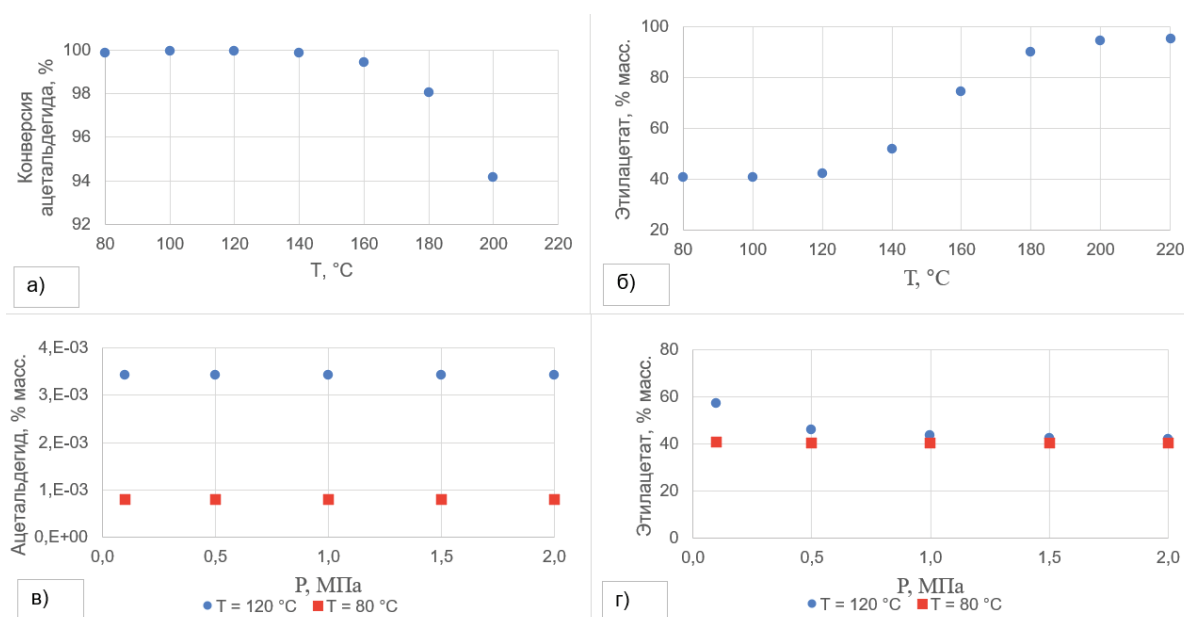 Конверсия
ацетальдегида, %
100
98
96
94
92
80 100 120 140 160 180 200 220
T, °C
а)
Этилацетат, % масс.
100
80
60
40
20
80 100 120 140 160 180 200 220
T, °C
б)
Ацетальдегид, % масс.
4,E-03
3,E-03
2,E-03
1,E-03
0,E+00
0,0 0,5 1,0 1,5 2,0
P, МПа
T = 120 °C T = 80 °C
в)
Этилацетат, % масс.
80
60
40
20
0
0,0 0,5 1,0 1,5 2,0
P, МПа
T = 120 °C T = 80 °C
г)